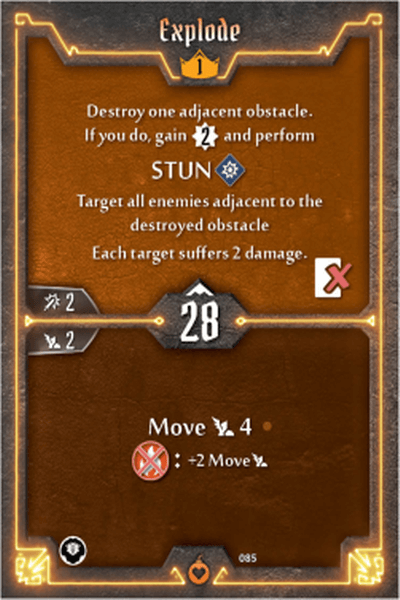 Explode
1
Destroy one adjacent obstacle.
If you do, gain 2 and perform
STUN
Target all enemies adjacent to the
destroyed obstacle
Each target suffers 2 damage.
2
28
2
Move 4
: +2 Move
085